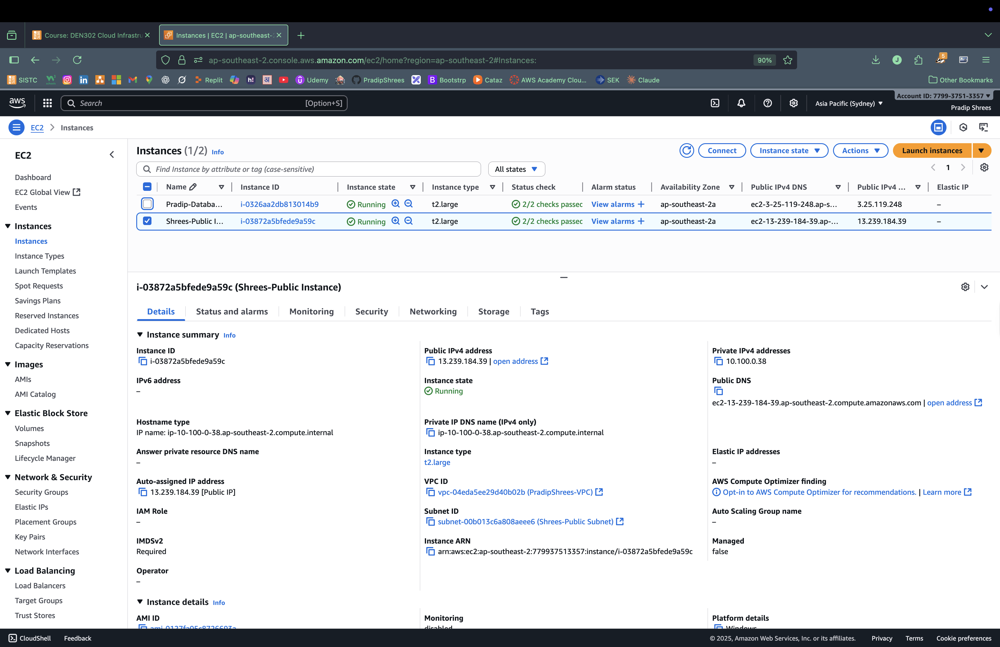 Course: DEN302 Cloud Infrastru
Instances | EC2 | ap-southeast-2
ap-southeast-2.console.aws.amazon.com/ec2/home?region=ap-southeast-2#Instances:
90%
J
5
SISTC
Replit
h!
Udemy
PradipShrees
B Bootstrp
Cataz
AWS Academy Clou...
SEK
Claude
Other Bookmarks
aws
Search
[Option+S]
Asia Pacific (Sydney)
Account ID: 7799-3751-3357
Pradip Shrees
EC2
Instances
EC2
Dashboard
EC2 Global View
Events
Instances
Instances
Instance Types
Launch Templates
Spot Requests
Savings Plans
Reserved Instances
Dedicated Hosts
Capacity Reservations
Images
AMIs
AMI Catalog
Elastic Block Store
Volumes
Snapshots
Lifecycle Manager
Network & Security
Security Groups
Elastic IPs
Placement Groups
Key Pairs
Network Interfaces
Load Balancing
Load Balancers
Target Groups
Trust Stores
Instances (1/2) Info
Connect
Instance state
Actions
Launch instances
Find Instance by attribute or tag (case-sensitive)
All states
1
Name Instance ID Instance state Instance type Status check Alarm status Availability Zone Public IPv4 DNS Public IPv4 ... Elastic IP
Pradip-Databa... i-0326aa2db813014b9 Running t2.large 2/2 checks passec View alarms + ap-southeast-2a ec2-3-25-119-248.ap-s... 3.25.119.248 –
Shrees-Public I... i-03872a5bfede9a59c Running t2.large 2/2 checks passec View alarms + ap-southeast-2a ec2-13-239-184-39.ap-... 13.239.184.39 –
i-03872a5bfede9a59c (Shrees-Public Instance)
Details
Status and alarms
Monitoring
Security
Networking
Storage
Tags
Instance summary Info
Instance ID
i-03872a5bfede9a59c
Public IPv4 address
13.239.184.39 | open address
Private IPv4 addresses
10.100.0.38
IPv6 address
–
Instance state
Running
Public DNS
ec2-13-239-184-39.ap-southeast-2.compute.amazonaws.com | open address
Hostname type
IP name: ip-10-100-0-38.ap-southeast-2.compute.internal
Private IP DNS name (IPv4 only)
ip-10-100-0-38.ap-southeast-2.compute.internal
Answer private resource DNS name
–
Instance type
t2.large
Elastic IP addresses
–
Auto-assigned IP address
13.239.184.39 [Public IP]
VPC ID
vpc-04eda5ee29d40b02b (PradipShrees-VPC)
AWS Compute Optimizer finding
Opt-in to AWS Compute Optimizer for recommendations. | Learn more
IAM Role
–
Subnet ID
subnet-00b013c6a808aeee6 (Shrees-Public Subnet)
Auto Scaling Group name
–
IMDSv2
Required
Instance ARN
arn:aws:ec2:ap-southeast-2:779937513357:instance/i-03872a5bfede9a59c
Managed
false
Operator
–
Instance details Info
AMI ID
ami-0127fa05c8726693a
Monitoring
disabled
Platform details
Windows
CloudShell
Feedback
© 2025, Amazon Web Services, Inc. or its affiliates.
Privacy
Terms
Cookie preferences